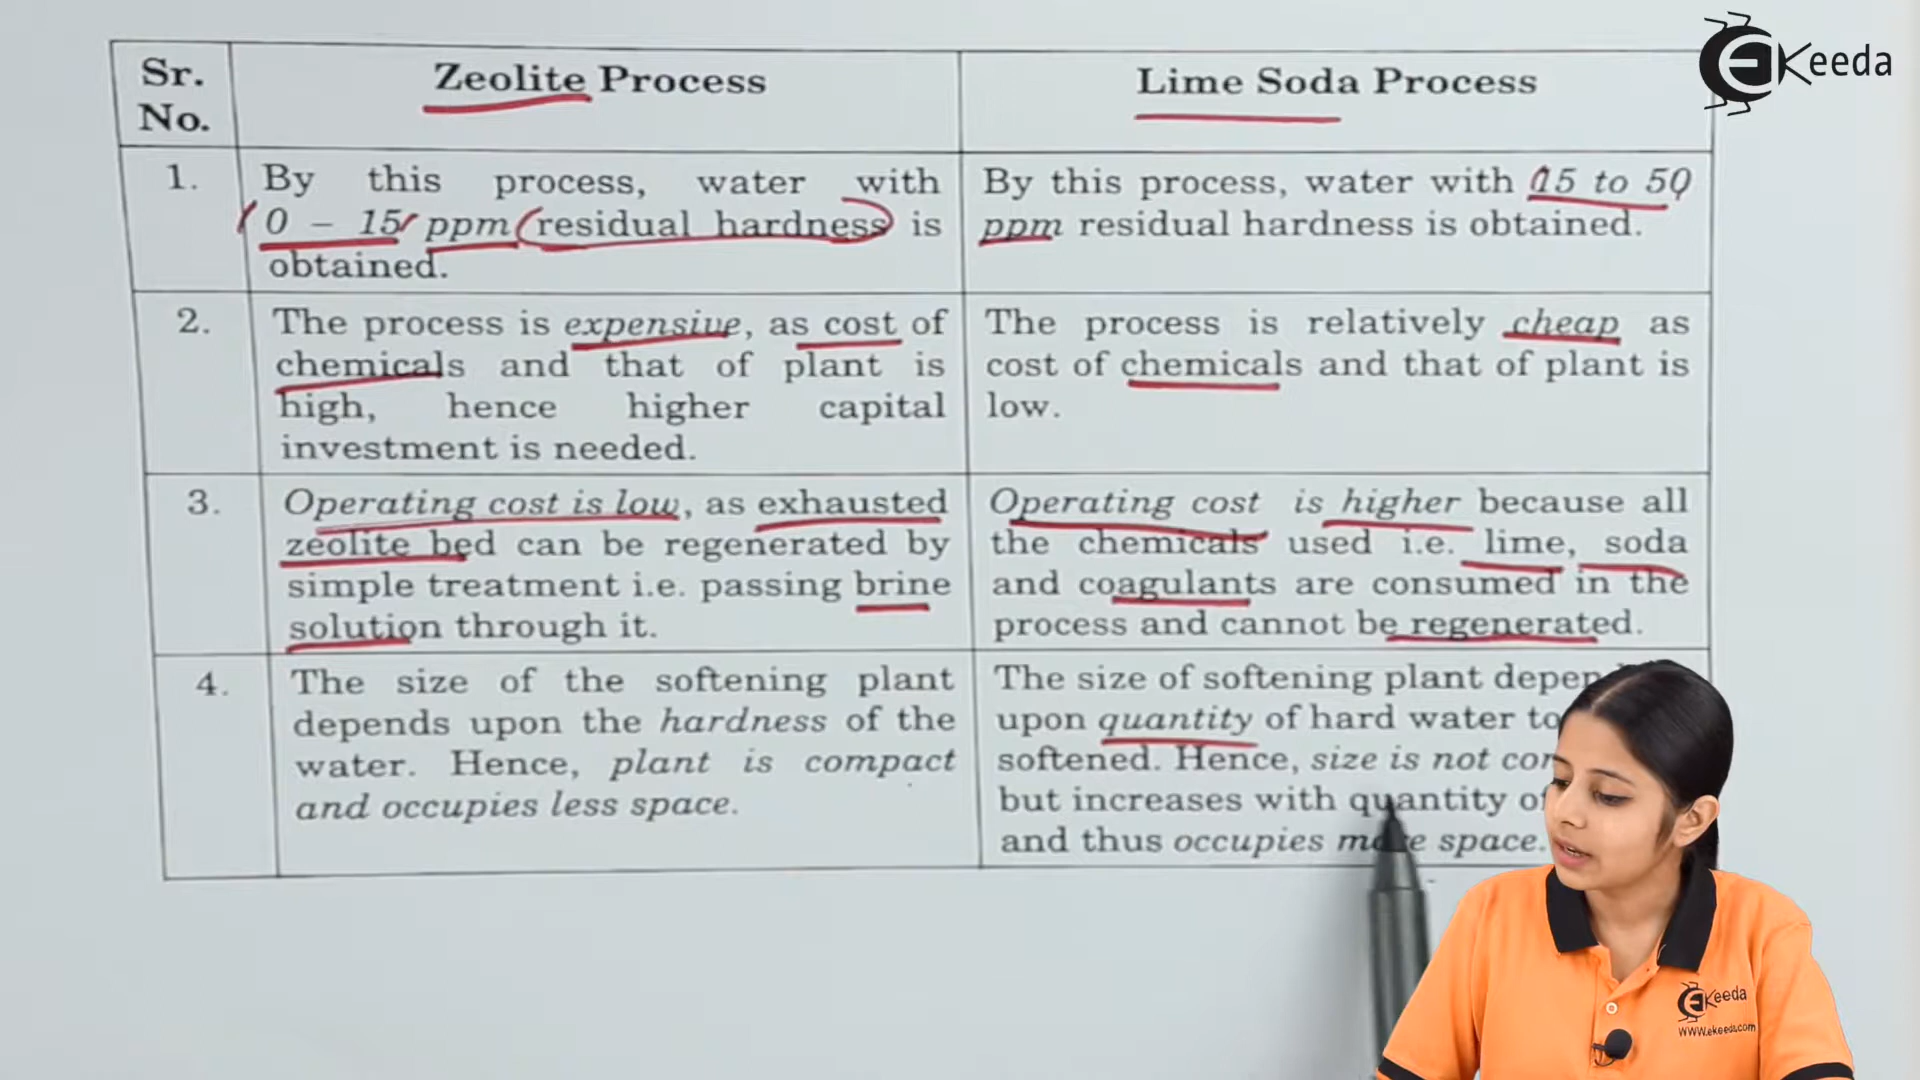 Keeda
Sr.
No.
Zeolite Process
Lime Soda Process
1.
By this process, water with
0 – 15 ppm (residual hardness) is
obtained.
By this process, water with 15 to 50
ppm residual hardness is obtained.
2.
The process is expensive, as cost of
chemicals and that of plant is
high, hence higher capital
investment is needed.
The process is relatively cheap as
cost of chemicals and that of plant is
low.
3.
Operating cost is low, as exhausted
zeolite bed can be regenerated by
simple treatment i.e. passing brine
solution through it.
Operating cost is higher because all
the chemicals used i.e. lime, soda
and coagulants are consumed in the
process and cannot be regenerated.
4.
The size of the softening plant
depends upon the hardness of the
water. Hence, plant is compact
and occupies less space.
The size of softening plant
upon quantity of hard water to
softened. Hence, size is not
but increases with quantity
and thus occupies more space.
Keeda
www.ekeeda.com